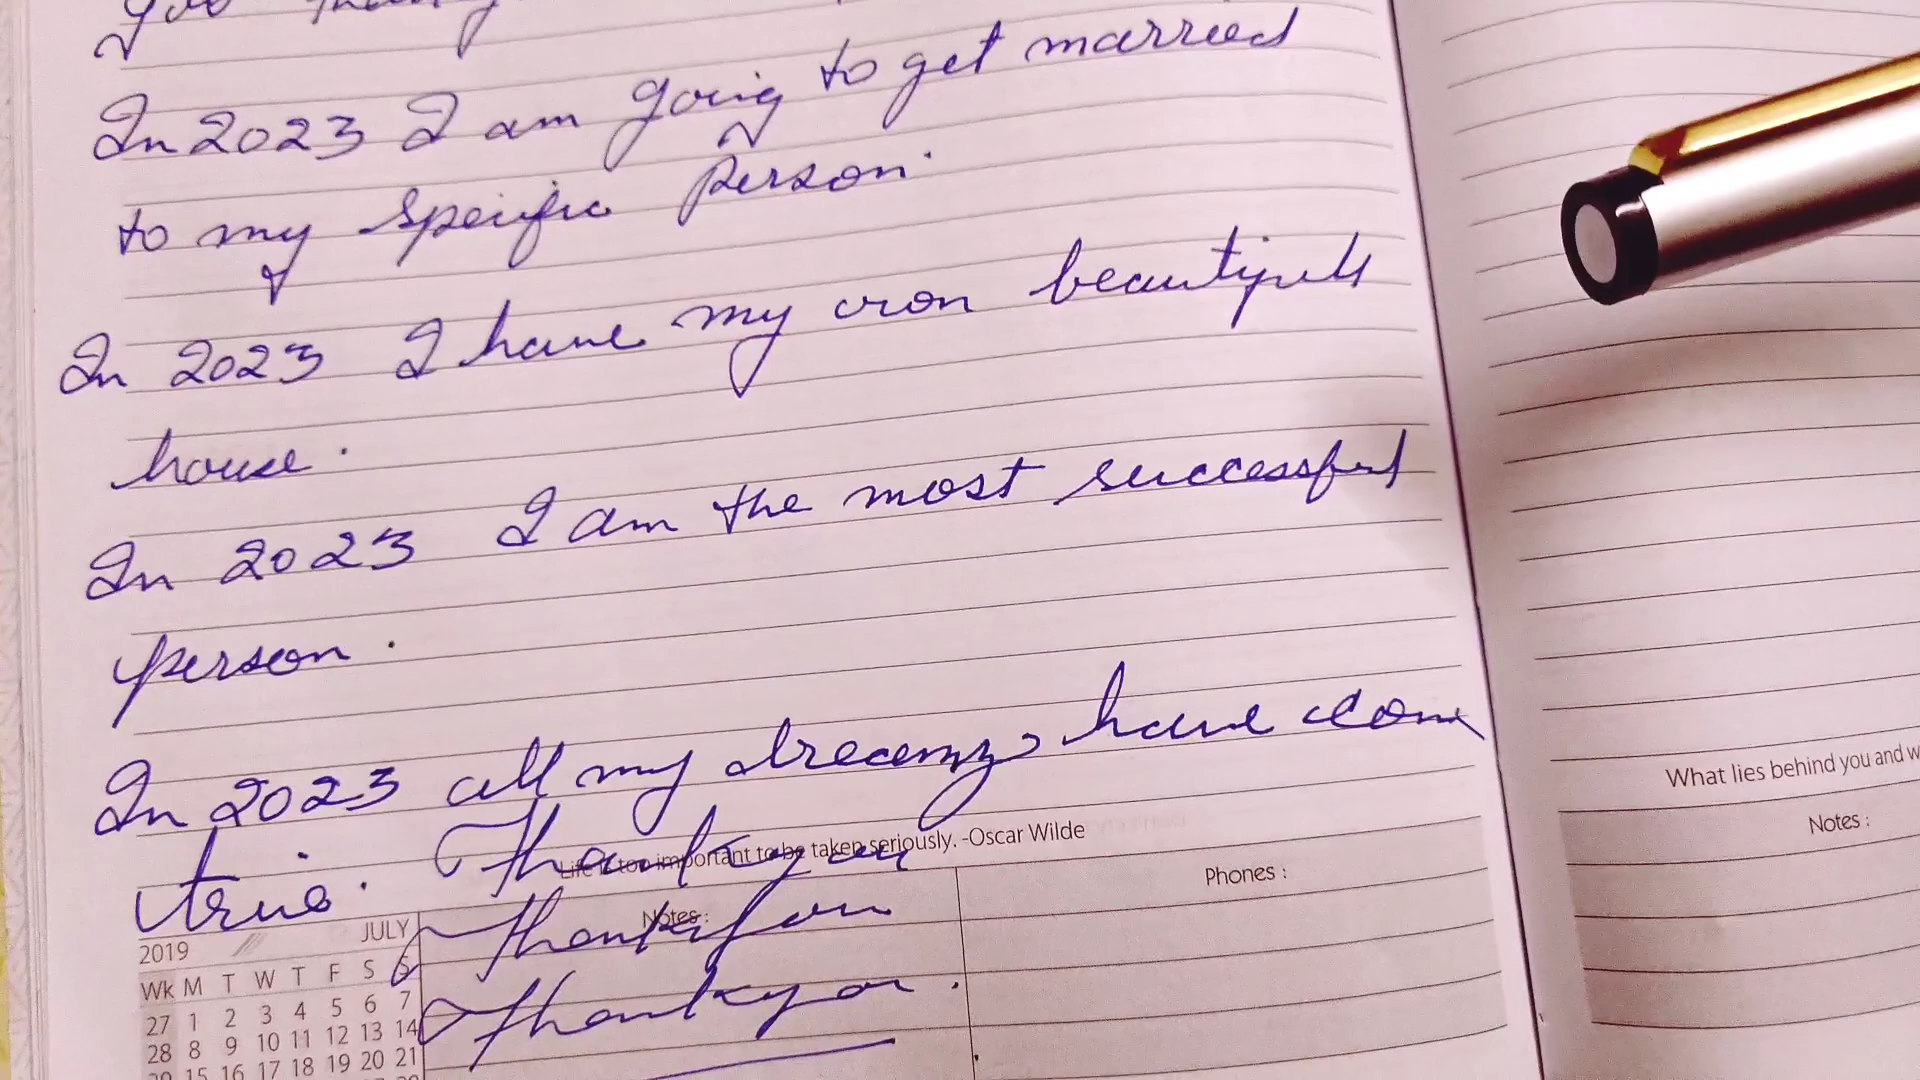 In 2023 I am going to get married
to my specific person.
In 2023 I have my own beautiful
house.
In 2023 I am the most successful
person.
In 2023 all my dreams have come
true. Thank you
Life is too important to be taken seriously. -Oscar Wilde
Thank you
Thank you.
Notes :
Phones :
2019 JULY
Wk M T W T F S S
27 1 2 3 4 5 6 7
28 8 9 10 11 12 13 14
29 15 16 17 18 19 20 21
What lies behind you and w
Notes :